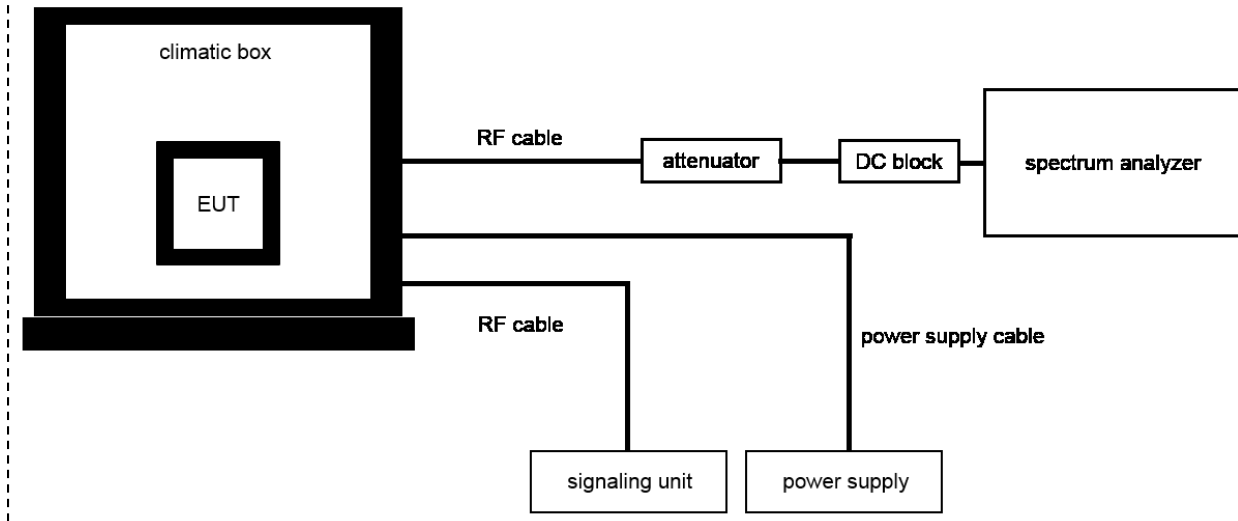 climatic box
RF cable
attenuator
DC block
spectrum analyzer
EUT
RF cable
power supply cable
signaling unit
power supply